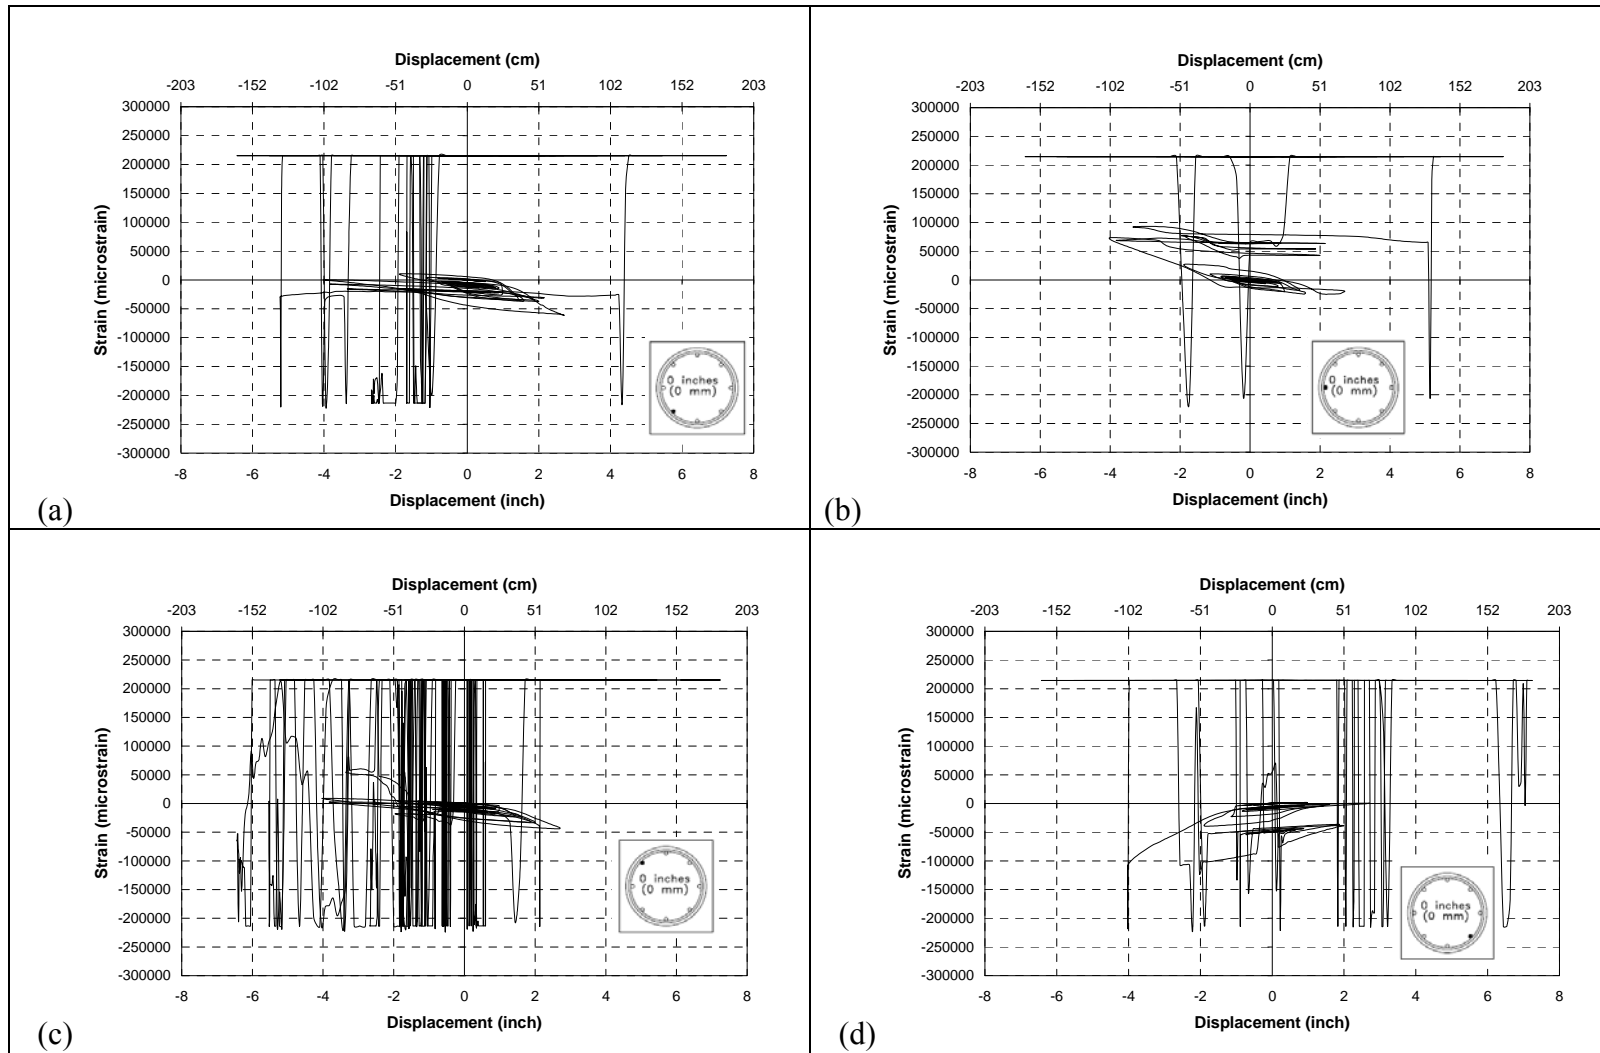 Displacement (cm)
-203 -152 -102 -51 0 51 102 152 203
300000
250000
200000
150000
100000
50000
0
-50000
-100000
-150000
-200000
-250000
-300000
Strain (microstrain)
0 inches
(0 mm)
-8 -6 -4 -2 0 2 4 6 8
Displacement (inch)
(a)
Displacement (cm)
-203 -152 -102 -51 0 51 102 152 203
300000
250000
200000
150000
100000
50000
0
-50000
-100000
-150000
-200000
-250000
-300000
Strain (microstrain)
0 inches
(0 mm)
-8 -6 -4 -2 0 2 4 6 8
Displacement (inch)
(b)
Displacement (cm)
-203 -152 -102 -51 0 51 102 152 203
300000
250000
200000
150000
100000
50000
0
-50000
-100000
-150000
-200000
-250000
-300000
Strain (microstrain)
0 inches
(0 mm)
-8 -6 -4 -2 0 2 4 6 8
Displacement (inch)
(c)
Displacement (cm)
-203 -152 -102 -51 0 51 102 152 203
300000
250000
200000
150000
100000
50000
0
-50000
-100000
-150000
-200000
-250000
-300000
Strain (microstrain)
0 inches
(0 mm)
-8 -6 -4 -2 0 2 4 6 8
Displacement (inch)
(d)